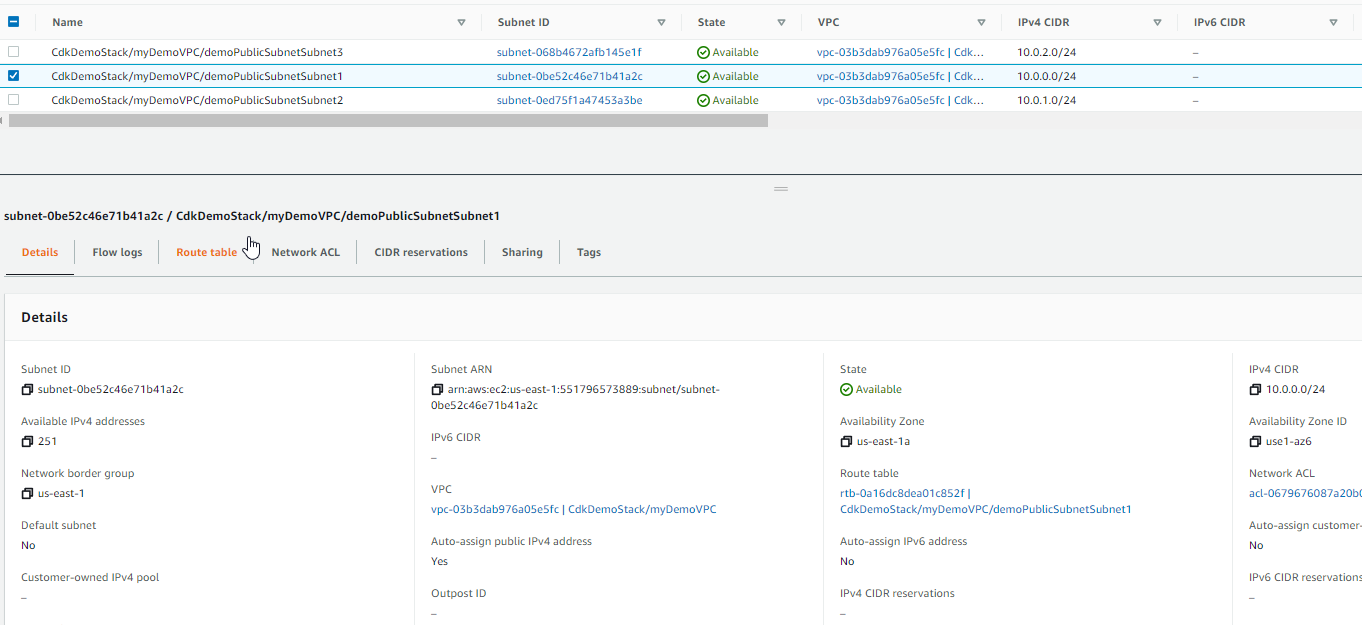 Name Subnet ID State VPC IPv4 CIDR IPv6 CIDR
CdkDemoStack/myDemoVPC/demoPublicSubnetSubnet3 subnet-068b4672afb145e1f Available vpc-03b3dab976a05e5fc | Cdk... 10.0.2.0/24 –
CdkDemoStack/myDemoVPC/demoPublicSubnetSubnet1 subnet-0be52c46e71b41a2c Available vpc-03b3dab976a05e5fc | Cdk... 10.0.0.0/24 –
CdkDemoStack/myDemoVPC/demoPublicSubnetSubnet2 subnet-0ed75f1a47453a3be Available vpc-03b3dab976a05e5fc | Cdk... 10.0.1.0/24 –
subnet-0be52c46e71b41a2c / CdkDemoStack/myDemoVPC/demoPublicSubnetSubnet1
Details Flow logs Route table Network ACL CIDR reservations Sharing Tags
Details
Subnet ID
subnet-0be52c46e71b41a2c
Available IPv4 addresses
251
Network border group
us-east-1
Default subnet
No
Customer-owned IPv4 pool
–
Subnet ARN
arn:aws:ec2:us-east-1:551796573889:subnet/subnet-
0be52c46e71b41a2c
IPv6 CIDR
–
VPC
vpc-03b3dab976a05e5fc | CdkDemoStack/myDemoVPC
Auto-assign public IPv4 address
Yes
Outpost ID
–
State
Available
Availability Zone
us-east-1a
Route table
rtb-0a16dc8dea01c852f |
CdkDemoStack/myDemoVPC/demoPublicSubnetSubnet1
Auto-assign IPv6 address
No
IPv4 CIDR reservations
–
IPv4 CIDR
10.0.0.0/24
Availability Zone ID
use1-az6
Network ACL
acl-0679676087a20b
Auto-assign customer-
No
IPv6 CIDR reservations
–